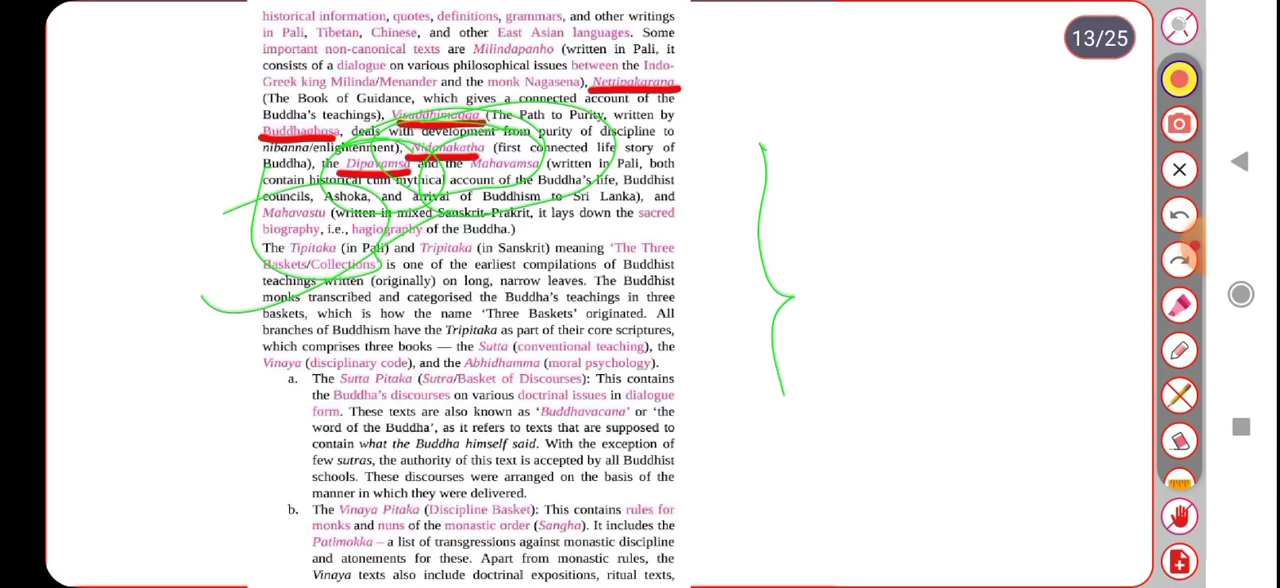 historical information, quotes, definitions, grammars, and other writings
in Pali, Tibetan, Chinese, and other East Asian languages. Some
important non-canonical texts are Milindapanho (written in Pali, it
consists of a dialogue on various philosophical issues between the Indo-
Greek king Milinda/Menander and the monk Nagasena), Nettipakarana
(The Book of Guidance, which gives a connected account of the
Buddha's teachings), Visuddhimagga (The Path to Purity, written by
Buddhaghosa, deals with development from purity of discipline to
nibanna/enlightenment), Nidanakatha (first connected life story of
Buddha), the Dipavamsa and the Mahavamsa (written in Pali, both
contain historical cum mythical account of the Buddha's life, Buddhist
councils, Ashoka, and arrival of Buddhism to Sri Lanka), and
Mahavastu (written in mixed Sanskrit–Prakrit, it lays down the sacred
biography, i.e., hagiography of the Buddha.)
The Tipitaka (in Pali) and Tripitaka (in Sanskrit) meaning 'The Three
Baskets/Collections' is one of the earliest compilations of Buddhist
teachings written (originally) on long, narrow leaves. The Buddhist
monks transcribed and categorised the Buddha's teachings in three
baskets, which is how the name 'Three Baskets' originated. All
branches of Buddhism have the Tripitaka as part of their core scriptures,
which comprises three books — the Sutta (conventional teaching), the
Vinaya (disciplinary code), and the Abhidhamma (moral psychology).
a. The Sutta Pitaka (Sutra/Basket of Discourses): This contains
the Buddha's discourses on various doctrinal issues in dialogue
form. These texts are also known as 'Buddhavacana' or 'the
word of the Buddha', as it refers to texts that are supposed to
contain what the Buddha himself said. With the exception of
few sutras, the authority of this text is accepted by all Buddhist
schools. These discourses were arranged on the basis of the
manner in which they were delivered.
b. The Vinaya Pitaka (Discipline Basket): This contains rules for
monks and nuns of the monastic order (Sangha). It includes the
Patimokka – a list of transgressions against monastic discipline
and atonements for these. Apart from monastic rules, the
Vinaya texts also include doctrinal expositions, ritual texts,
13/25